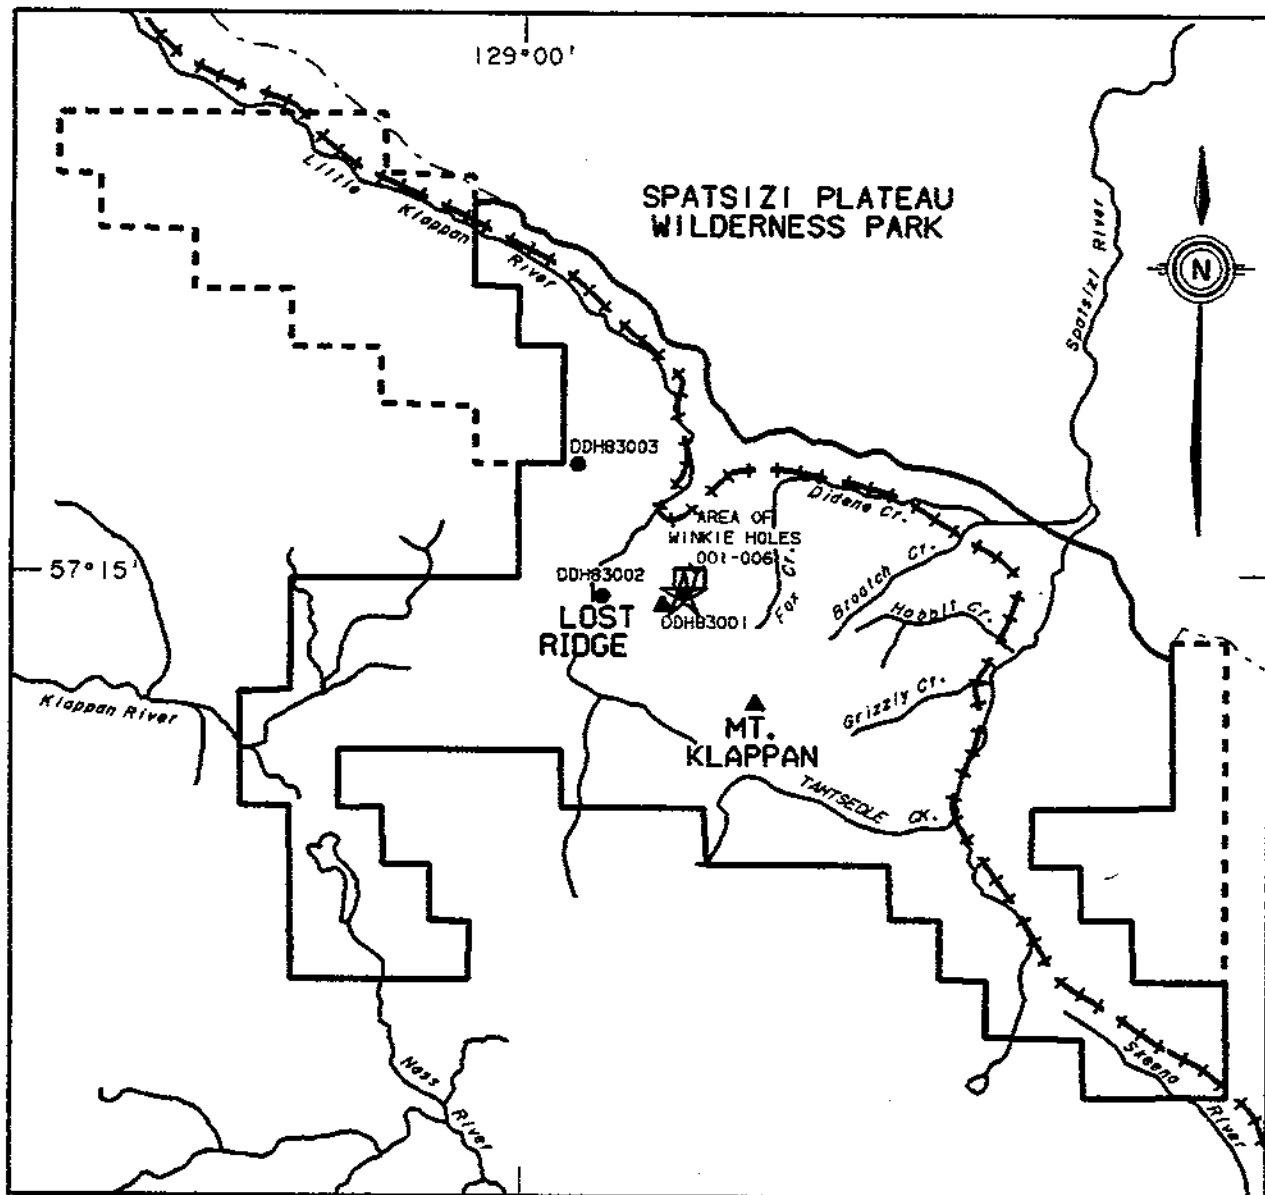 129°00'
SPATSIZI PLATEAU
WILDERNESS PARK
Little Klappan River
Spatsizi River
N
DDH83003
Didene Cr.
AREA OF
WINKIE HOLES
001-006
57°15'
DDH83002
LOST
RIDGE
DDH83001
Fox Cr.
Broatch Cr.
Hobbit Cr.
Klappan River
Grizzly Cr.
MT.
KLAPPAN
TAHTSEDLE CK.
Nass River
Skeena River